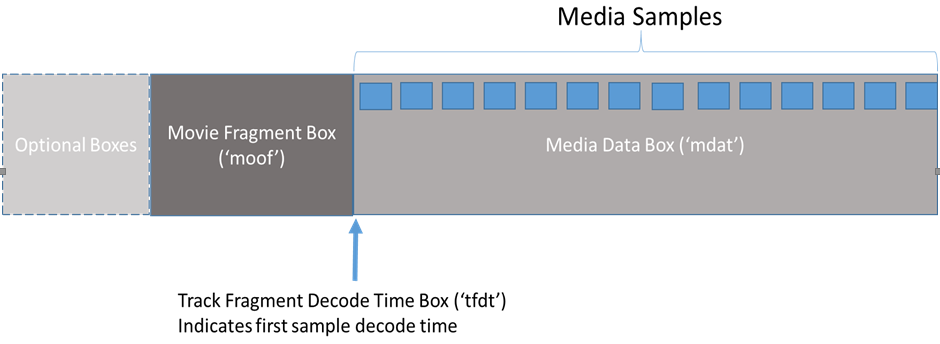 Media Samples
Optional Boxes
Movie Fragment Box
(‘moof’)
Media Data Box (‘mdat’)
Track Fragment Decode Time Box (‘tfdt’)
Indicates first sample decode time